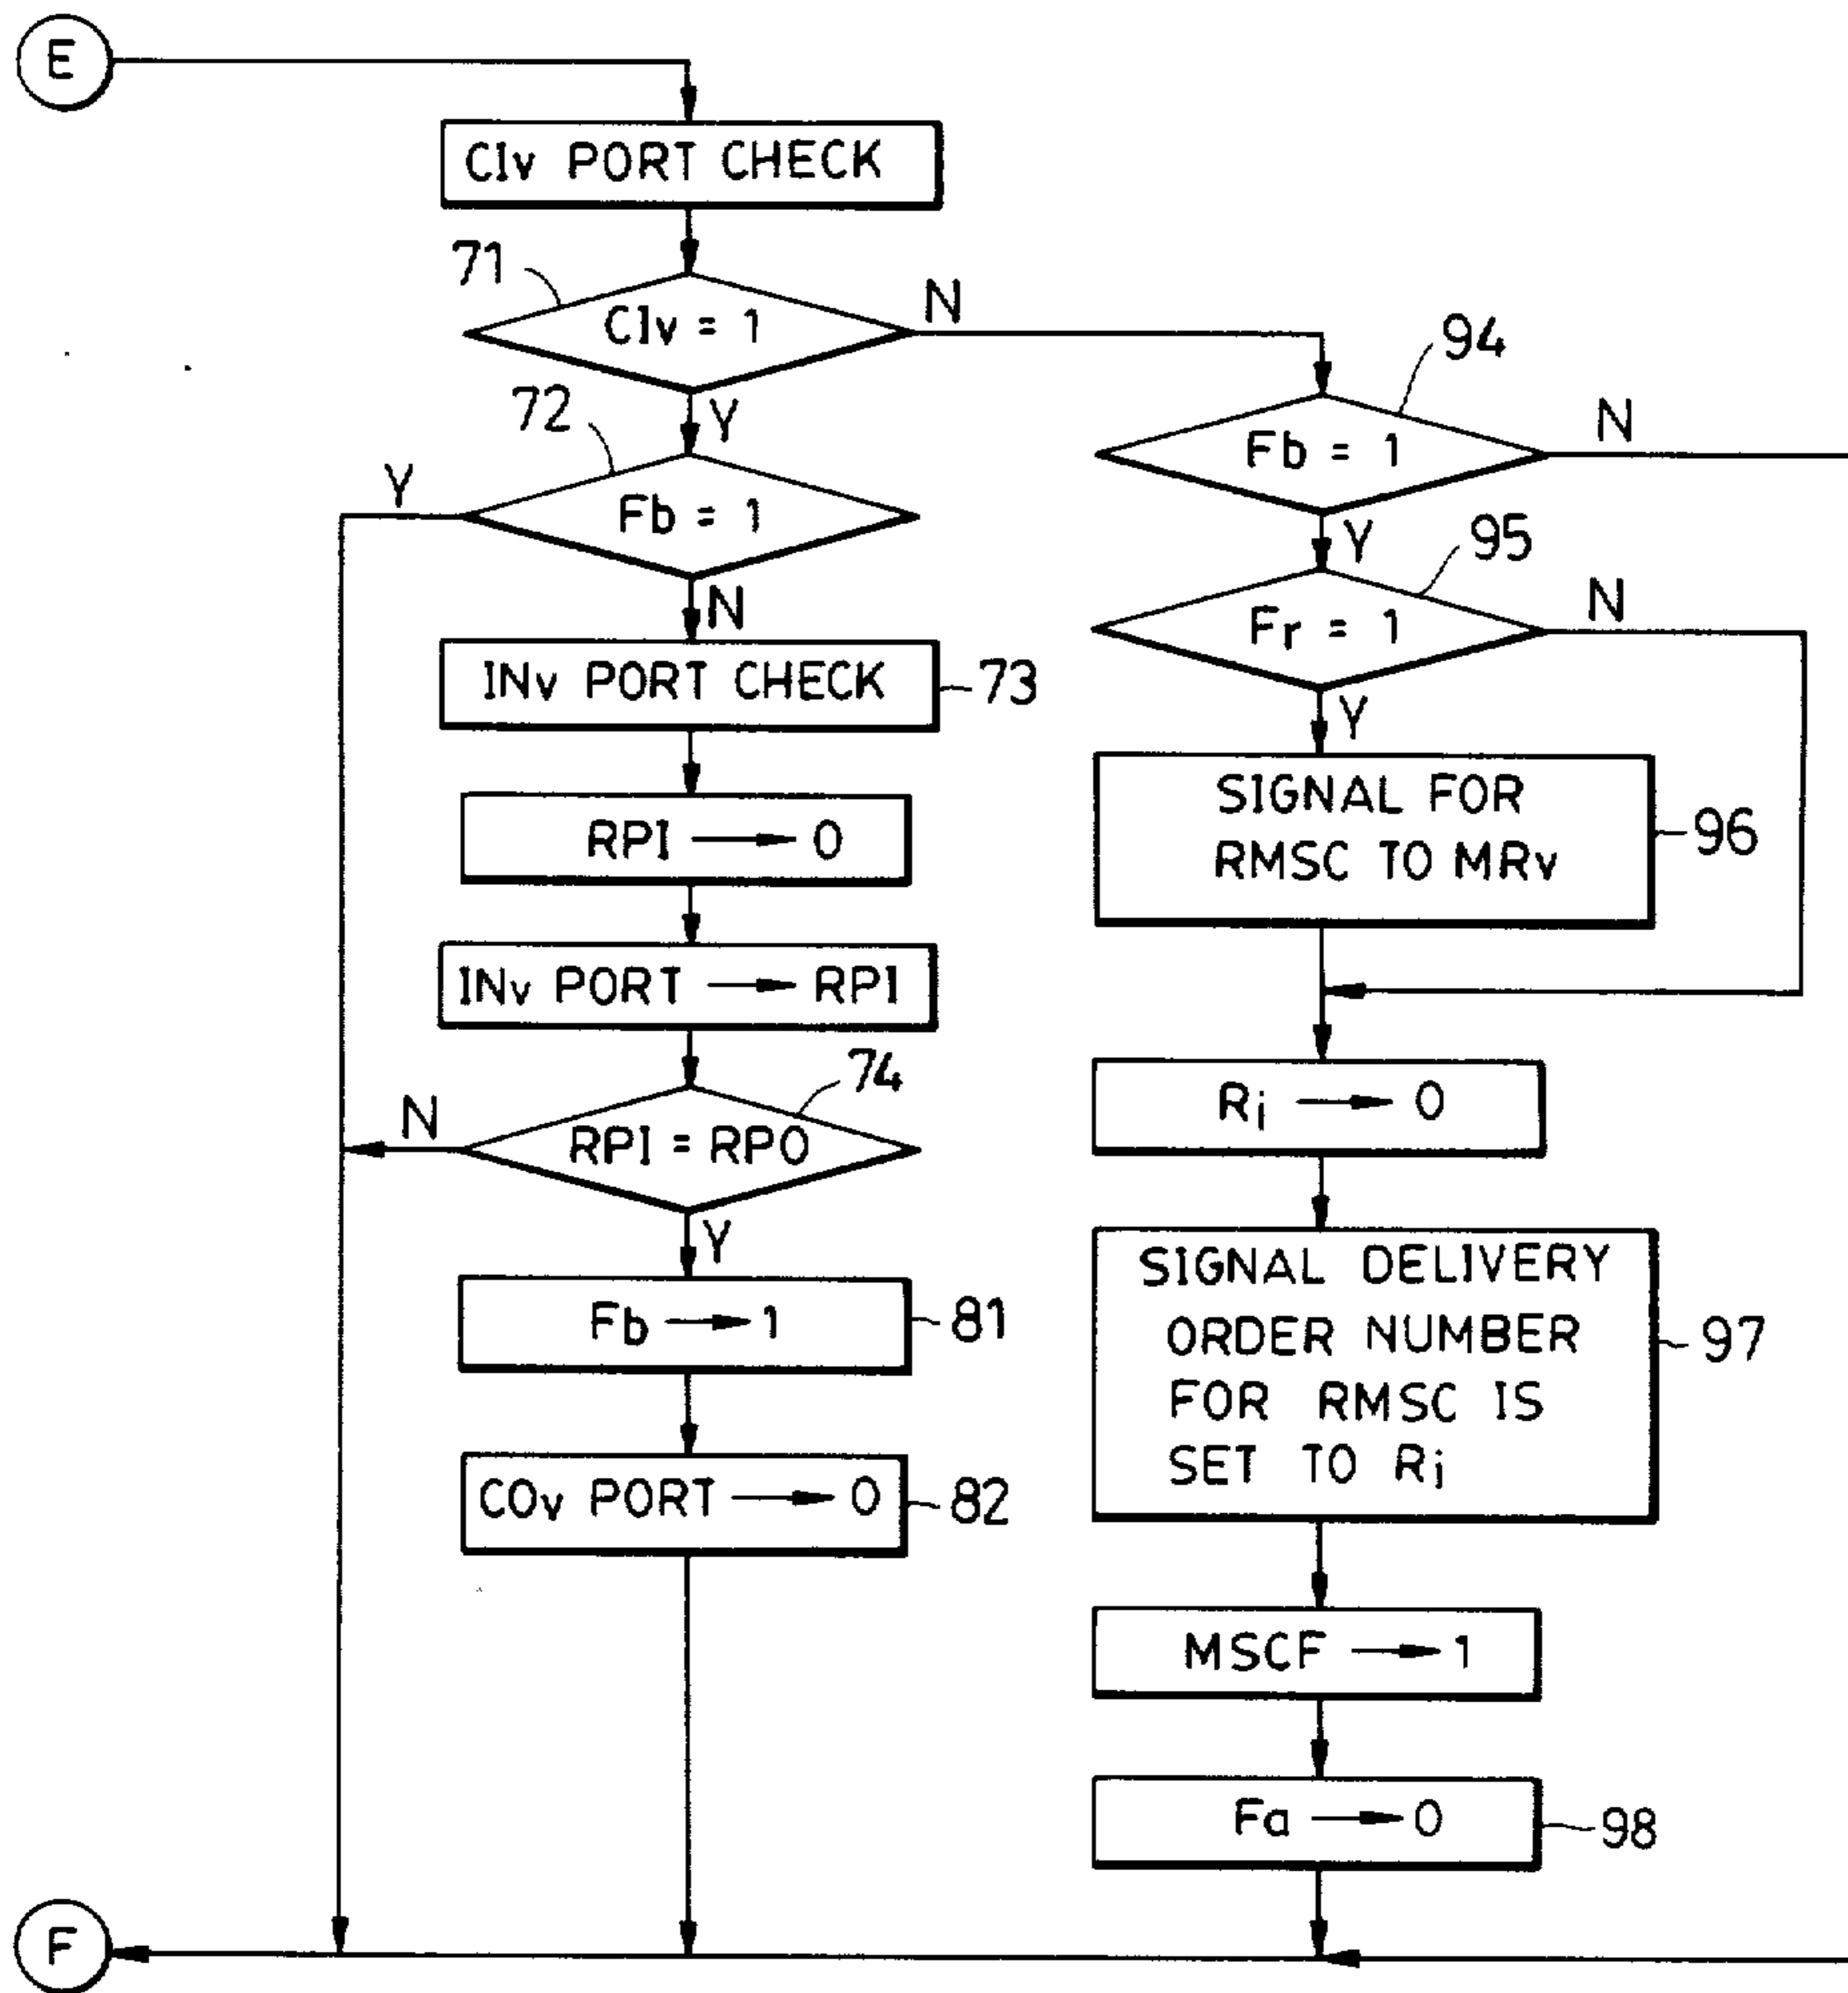 E
CIv PORT CHECK
71
CIv = 1
N
Y
72
Fb = 1
Y
N
INv PORT CHECK
73
RPI → 0
INv PORT → RPI
74
RPI = RPO
N
Y
Fb → 1
81
COv PORT → 0
82
94
Fb = 1
N
Y
95
Fr = 1
N
Y
SIGNAL FOR
RMSC TO MRv
96
Ri → 0
SIGNAL DELIVERY
ORDER NUMBER
FOR RMSC IS
SET TO Ri
97
MSCF → 1
Fa → 0
98
F